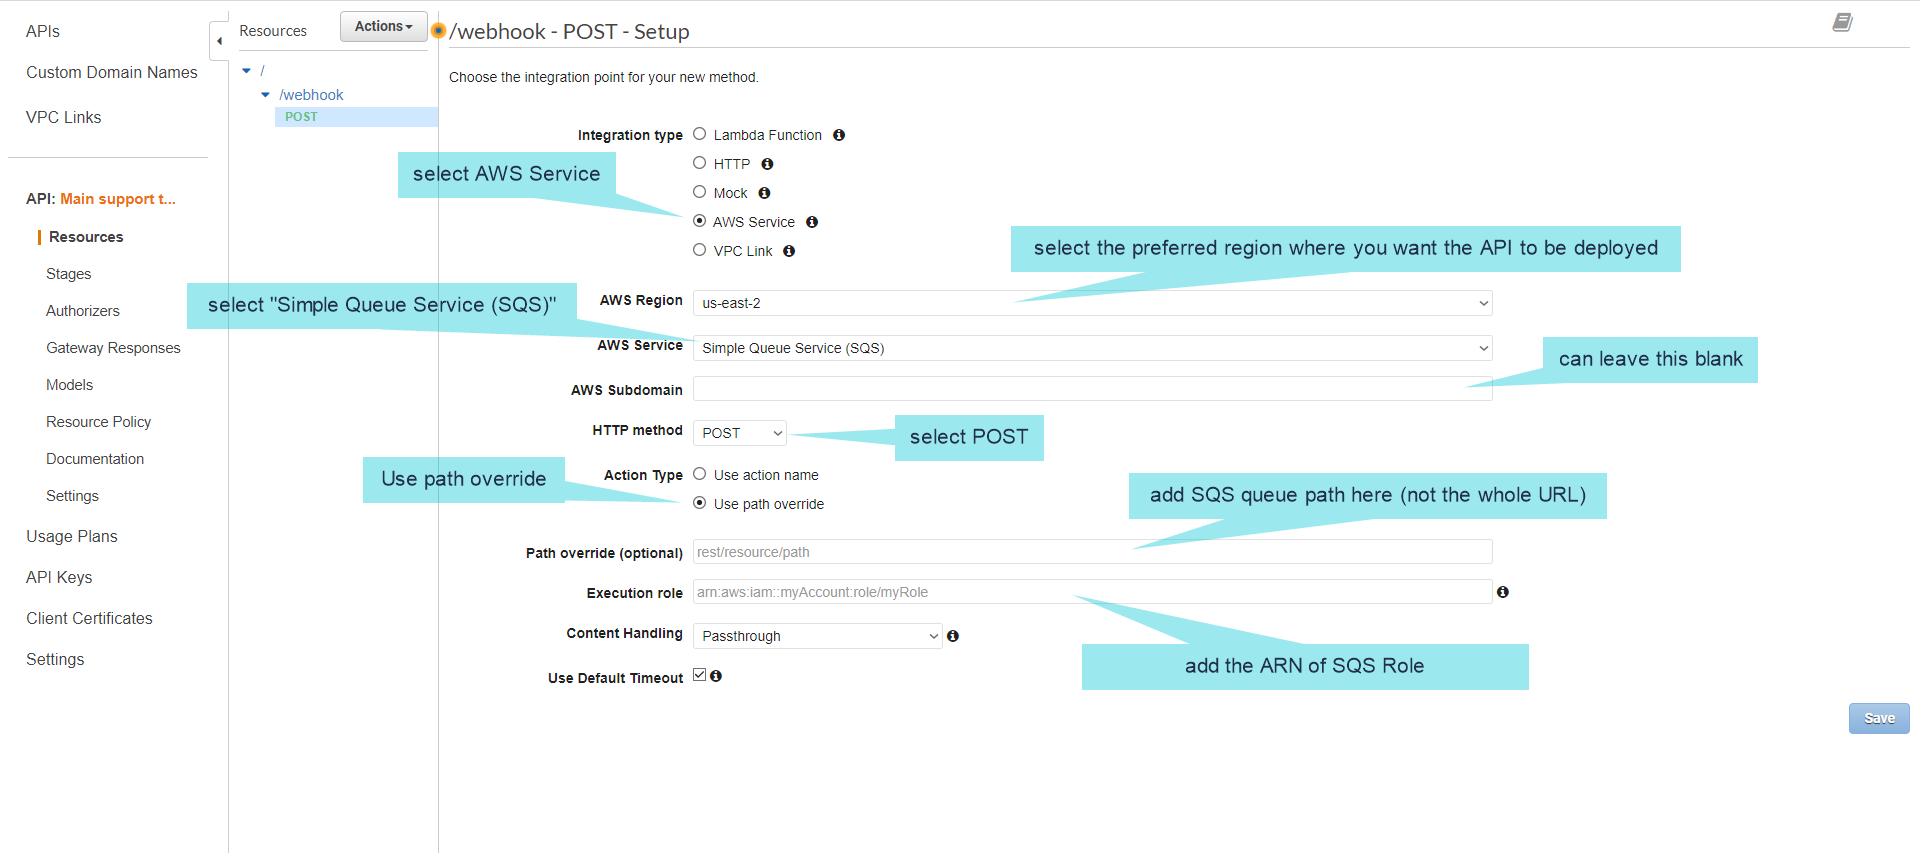 APIs
Custom Domain Names
VPC Links
API: Main support t...
Resources
Stages
Authorizers
Gateway Responses
Models
Resource Policy
Documentation
Settings
Usage Plans
API Keys
Client Certificates
Settings
Resources
Actions
/
/webhook
POST
/webhook - POST - Setup
Choose the integration point for your new method.
Integration type
Lambda Function
HTTP
Mock
AWS Service
VPC Link
select AWS Service
select the preferred region where you want the API to be deployed
AWS Region
us-east-2
select "Simple Queue Service (SQS)"
AWS Service
Simple Queue Service (SQS)
can leave this blank
AWS Subdomain
HTTP method
POST
select POST
Action Type
Use action name
Use path override
Use path override
add SQS queue path here (not the whole URL)
Path override (optional)
rest/resource/path
Execution role
arn:aws:iam::myAccount:role/myRole
Content Handling
Passthrough
add the ARN of SQS Role
Use Default Timeout
Save